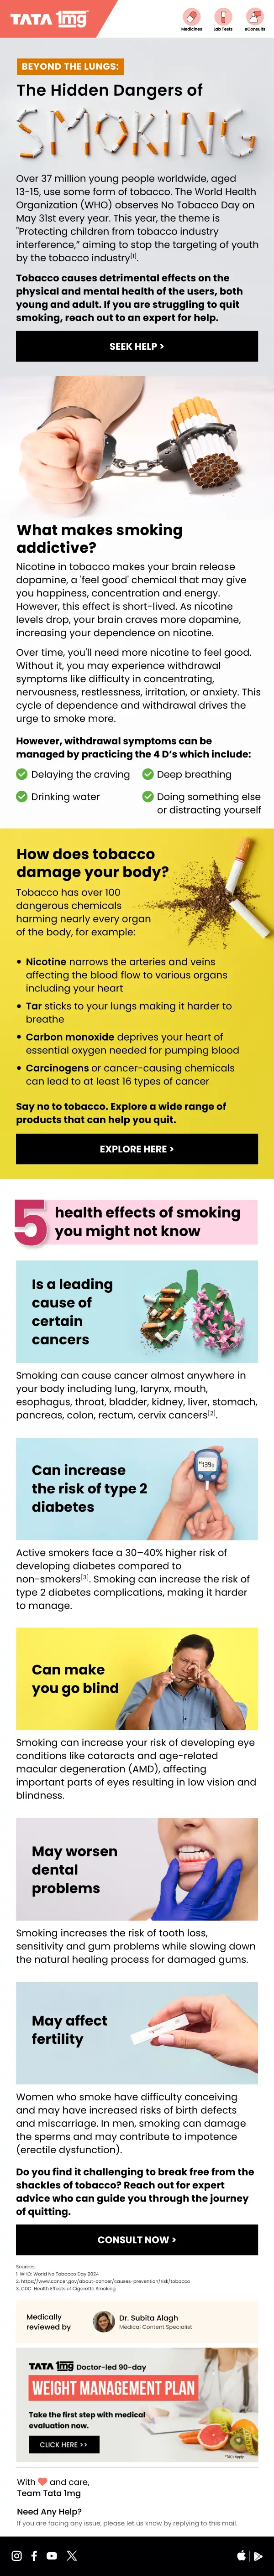 TATA 1mg
Medicines Lab Tests eConsults
BEYOND THE LUNGS:
The Hidden Dangers of
SMOKING
Over 37 million young people worldwide, aged
13-15, use some form of tobacco. The World Health
Organization (WHO) observes No Tobacco Day on
May 31st every year. This year, the theme is
"Protecting children from tobacco industry
interference," aiming to stop the targeting of youth
by the tobacco industry[1].
Tobacco causes detrimental effects on the
physical and mental health of the users, both
young and adult. If you are struggling to quit
smoking, reach out to an expert for help.
SEEK HELP >
What makes smoking
addictive?
Nicotine in tobacco makes your brain release
dopamine, a 'feel good' chemical that may give
you happiness, concentration and energy.
However, this effect is short-lived. As nicotine
levels drop, your brain craves more dopamine,
increasing your dependence on nicotine.
Over time, you'll need more nicotine to feel good.
Without it, you may experience withdrawal
symptoms like difficulty in concentrating,
nervousness, restlessness, irritation, or anxiety. This
cycle of dependence and withdrawal drives the
urge to smoke more.
However, withdrawal symptoms can be
managed by practicing the 4 D's which include:
Delaying the craving
Deep breathing
Drinking water
Doing something else
or distracting yourself
How does tobacco
damage your body?
Tobacco has over 100
dangerous chemicals
harming nearly every organ
of the body, for example:
• Nicotine narrows the arteries and veins
affecting the blood flow to various organs
including your heart
• Tar sticks to your lungs making it harder to
breathe
• Carbon monoxide deprives your heart of
essential oxygen needed for pumping blood
• Carcinogens or cancer-causing chemicals
can lead to at least 16 types of cancer
Say no to tobacco. Explore a wide range of
products that can help you quit.
EXPLORE HERE >
5 health effects of smoking
you might not know
Is a leading
cause of
certain
cancers
Smoking can cause cancer almost anywhere in
your body including lung, larynx, mouth,
esophagus, throat, bladder, kidney, liver, stomach,
pancreas, colon, rectum, cervix cancers[2].
Can increase
the risk of type 2
diabetes
Active smokers face a 30–40% higher risk of
developing diabetes compared to
non-smokers[3]. Smoking can increase the risk of
type 2 diabetes complications, making it harder
to manage.
Can make
you go blind
Smoking can increase your risk of developing eye
conditions like cataracts and age-related
macular degeneration (AMD), affecting
important parts of eyes resulting in low vision and
blindness.
May worsen
dental
problems
Smoking increases the risk of tooth loss,
sensitivity and gum problems while slowing down
the natural healing process for damaged gums.
May affect
fertility
Women who smoke have difficulty conceiving
and may have increased risks of birth defects
and miscarriage. In men, smoking can damage
the sperms and may contribute to impotence
(erectile dysfunction).
Do you find it challenging to break free from the
shackles of tobacco? Reach out for expert
advice who can guide you through the journey
of quitting.
CONSULT NOW >
Sources:
1. WHO: World No Tobacco Day 2024
2. https://www.cancer.gov/about-cancer/causes-prevention/risk/tobacco
3. CDC: Health Effects of Cigarette Smoking
Medically
reviewed by
Dr. Subita Alagh
Medical Content Specialist
TATA 1mg Doctor-led 90-day
WEIGHT MANAGEMENT PLAN
Take the first step with medical
evaluation now.
CLICK HERE >>
*T&Cs Apply
With ❤ and care,
Team Tata 1mg
Need Any Help?
If you are facing any issue, please let us know by replying to this mail.